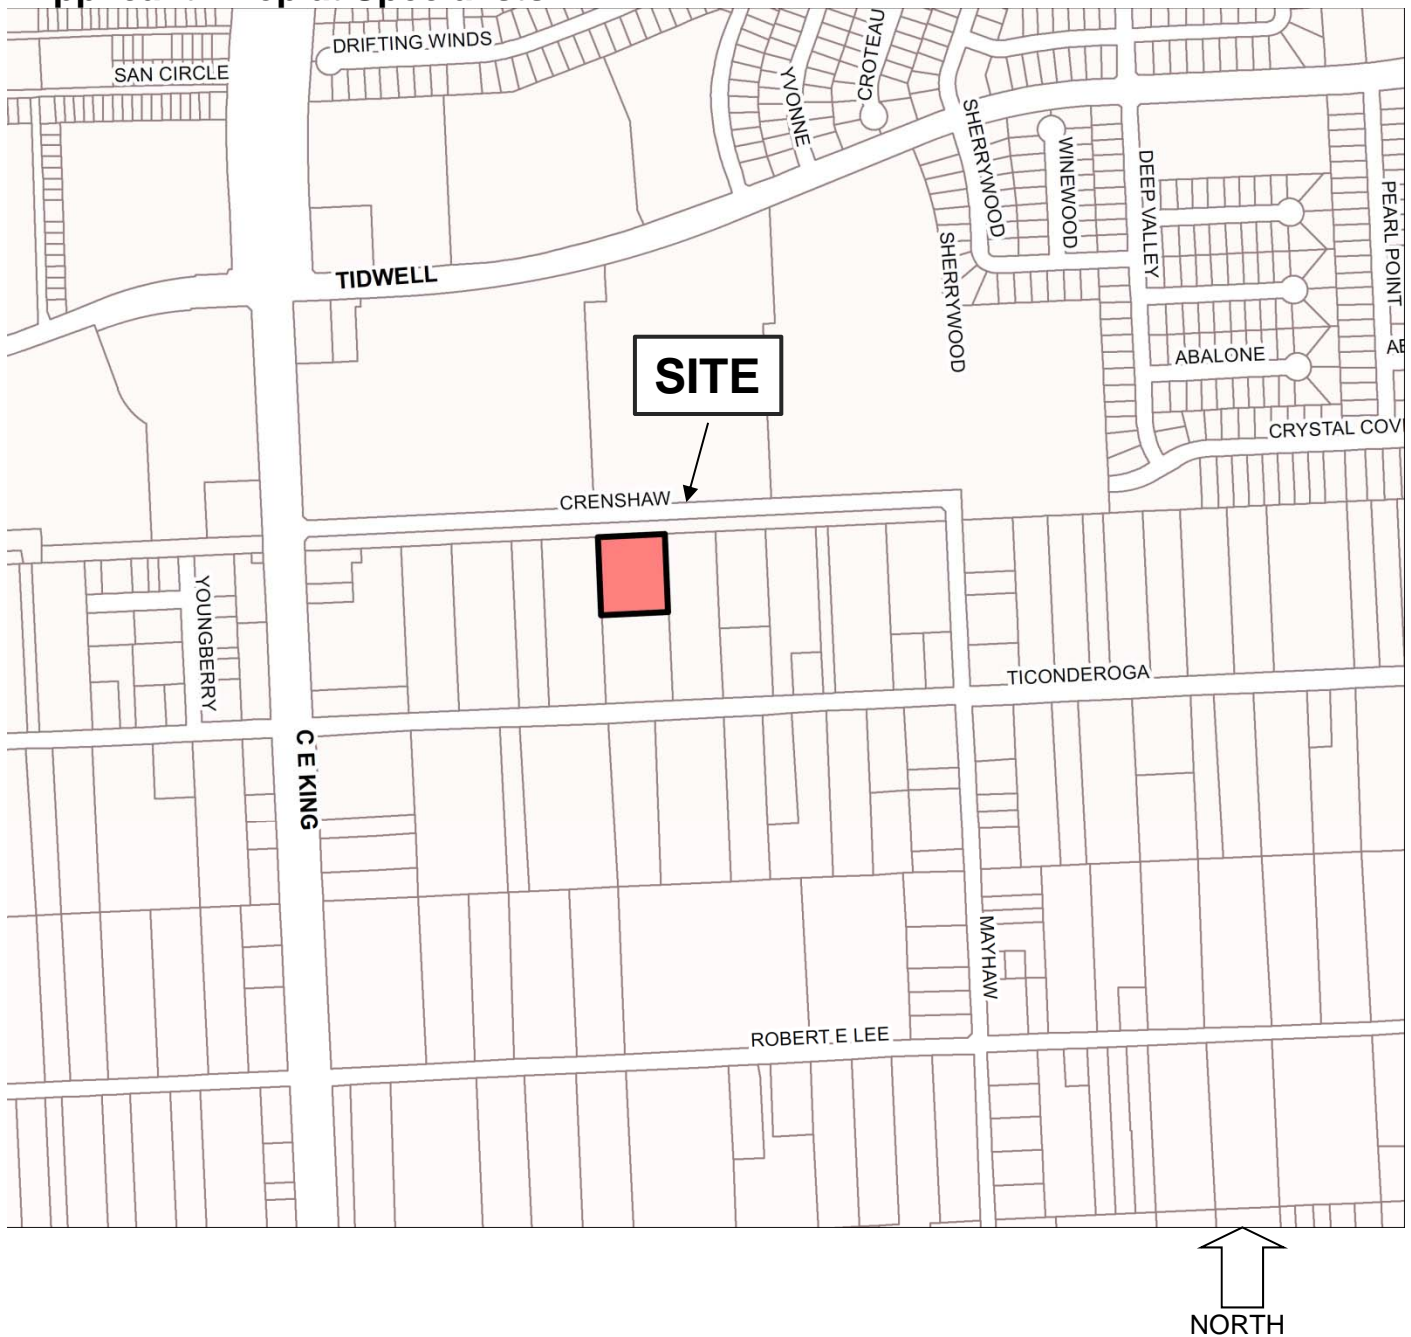 DRIFTING WINDS
SAN CIRCLE
YVONNE
CROTEAU
SHERRYWOOD
WINEWOOD
DEEP VALLEY
PEARL POINT
TIDWELL
SHERRYWOOD
SITE
ABALONE
CRYSTAL COV
CRENSHAW
YOUNGBERRY
TICONDEROGA
C E KING
MAYHAW
ROBERT E LEE
NORTH